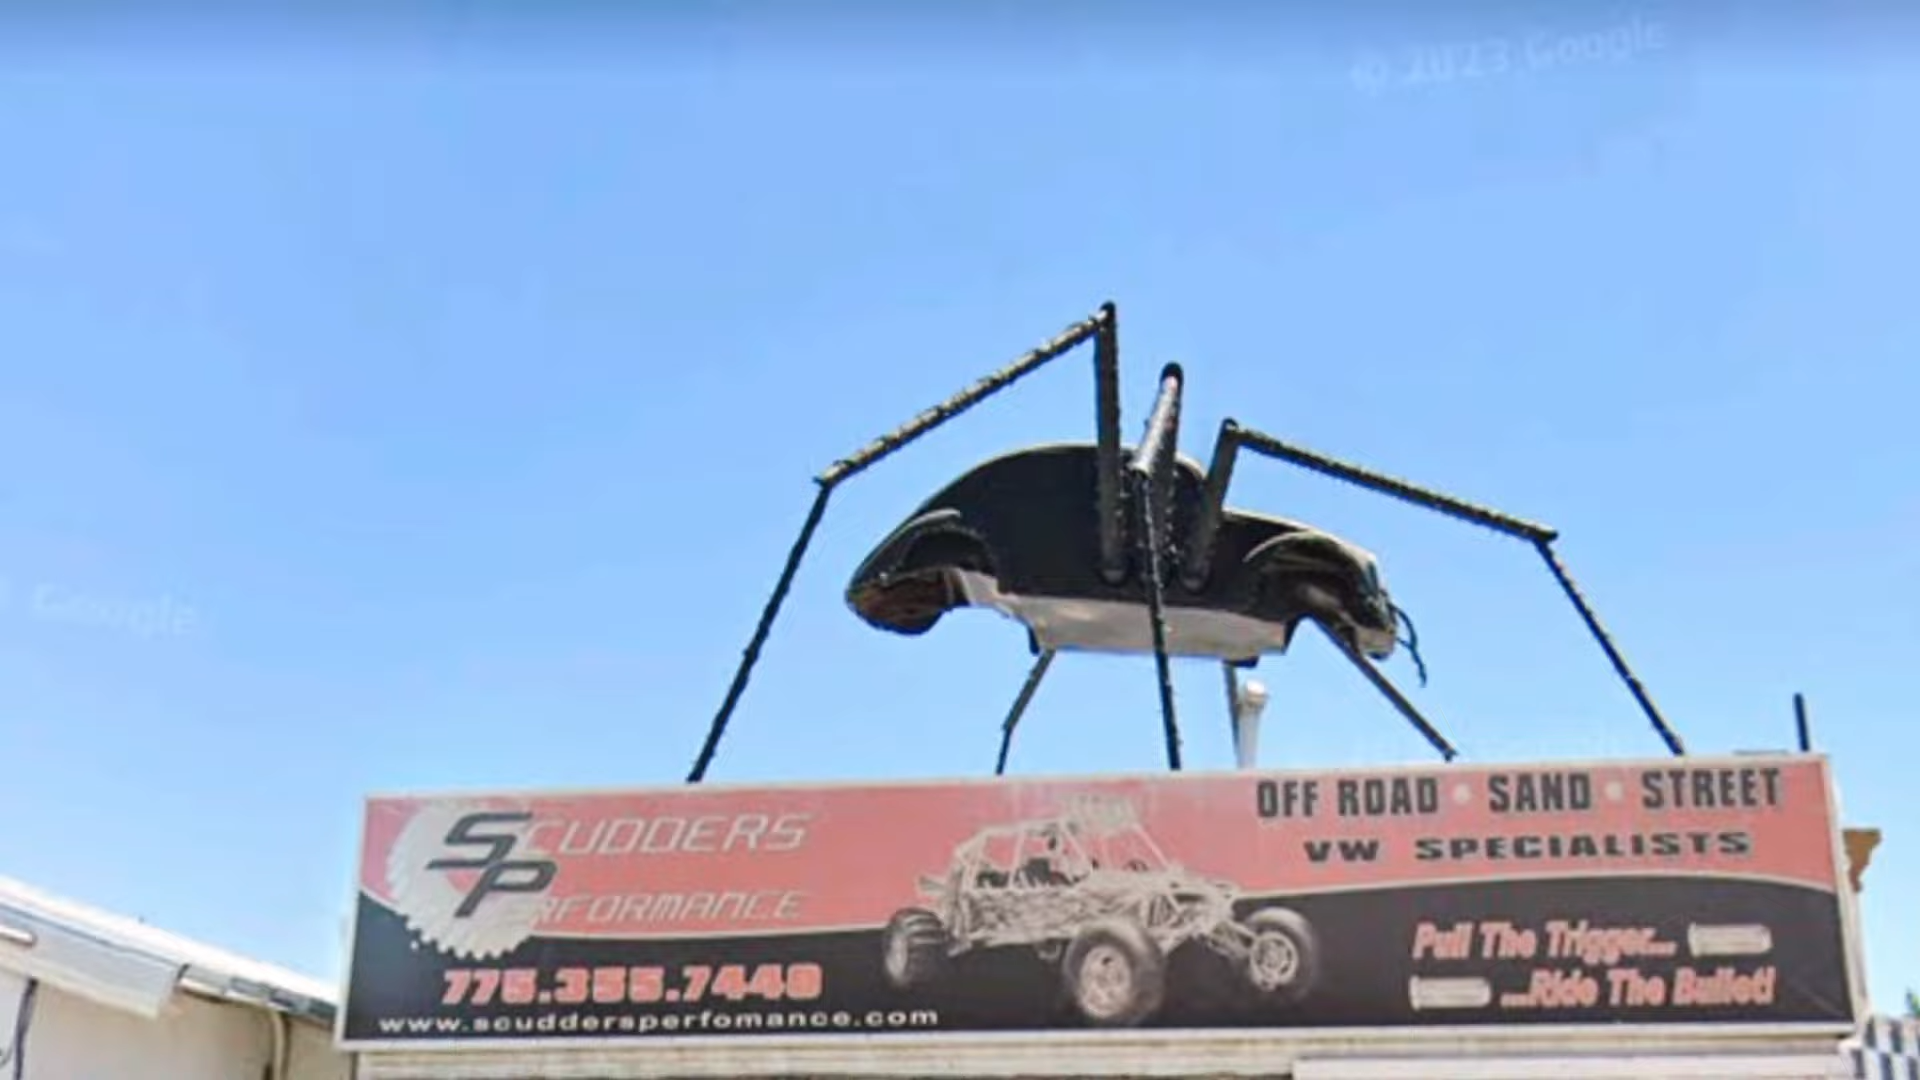 © 2023 Google
Google
SCUDDERS
PERFORMANCE
SP
775.355.7440
www.scuddersperfomance.com
OFF ROAD • SAND • STREET
VW SPECIALISTS
Pull The Trigger...
...Ride The Bullet!